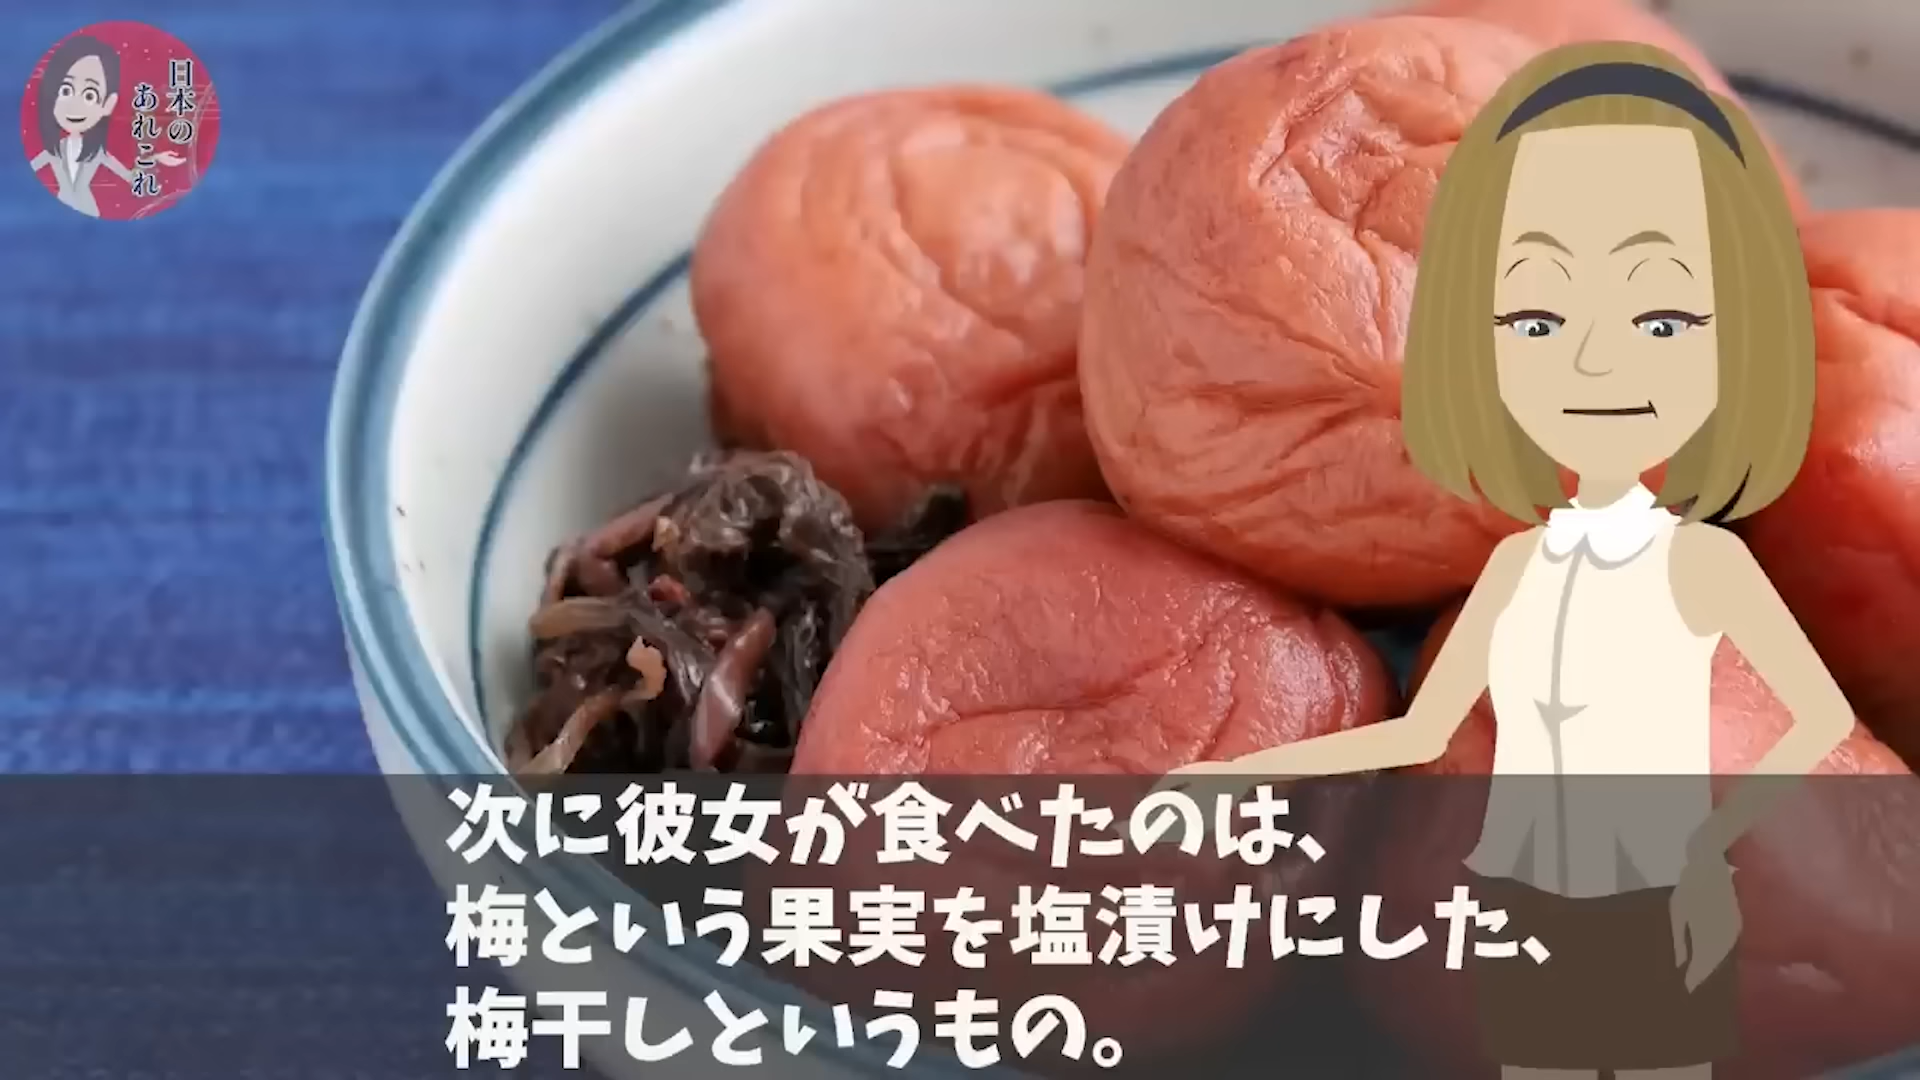 日本の
あれこれ
次に彼女が食べたのは、
梅という果実を塩漬けにした、
梅干しというもの。